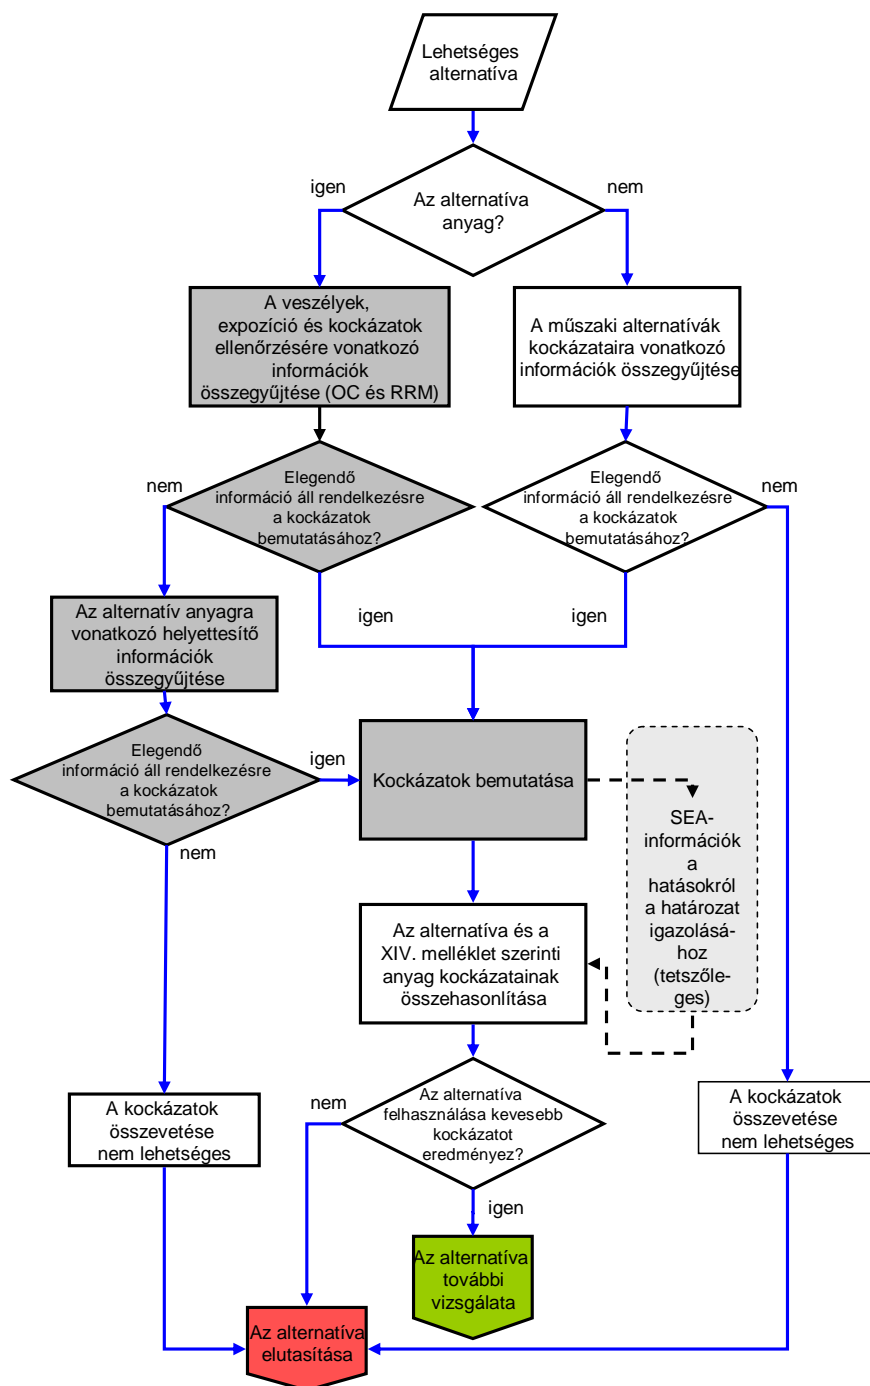 Lehetséges
alternatíva
igen
nem
Az alternatíva
anyag?
A veszélyek,
expozíció és kockázatok
ellenőrzésére vonatkozó
információk
összegyűjtése (OC és RRM)
A műszaki alternatívák
kockázataira vonatkozó
információk összegyűjtése
nem
Elegendő
információ áll rendelkezésre
a kockázatok
bemutatásához?
Elegendő
információ áll rendelkezésre
a kockázatok
bemutatásához?
nem
Az alternatív anyagra
vonatkozó helyettesítő
információk
összegyűjtése
igen
igen
Elegendő
információ áll rendelkezésre
a kockázatok
bemutatásához?
igen
nem
Kockázatok bemutatása
SEA-
információk
a
hatásokról
a határozat
igazolásá-
hoz
(tetszőle-
ges)
Az alternatíva és a
XIV. melléklet szerinti
anyag kockázatainak
összehasonlítása
nem
Az alternatíva
felhasználása kevesebb
kockázatot
eredményez?
A kockázatok
összevetése
nem lehetséges
A kockázatok
összevetése
nem lehetséges
igen
Az alternatíva
további
vizsgálata
Az alternatíva
elutasítása